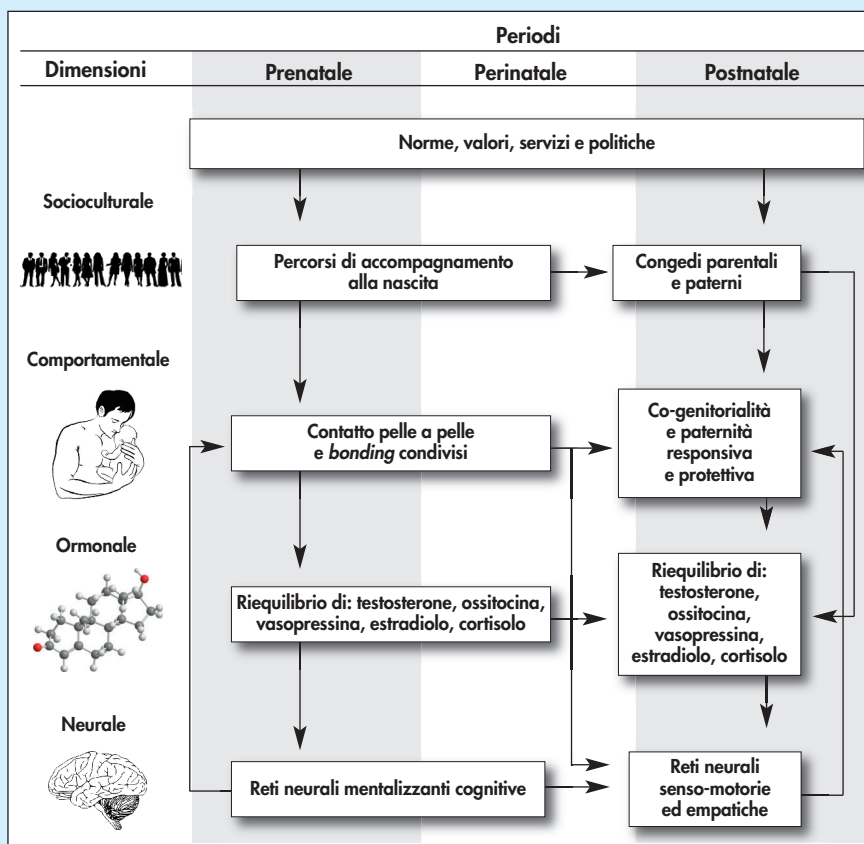 Periodi
Dimensioni
Prenatale
Perinatale
Postnatale
Norme, valori, servizi e politiche
Socioculturale
Percorsi di accompagnamento
alla nascita
Congedi parentali
e paterni
Comportamentale
Contatto pelle a pelle
e bonding condivisi
Co-genitorialità
e paternità
responsiva
e protettiva
Ormonale
Riequilibrio di: testosterone, ossitocina,
vasopressina, estradiolo, cortisolo
Riequilibrio di:
testosterone,
ossitocina,
vasopressina,
estradiolo, cortisolo
Neurale
Reti neurali mentalizzanti cognitive
Reti neurali
senso-motorie
ed empatiche